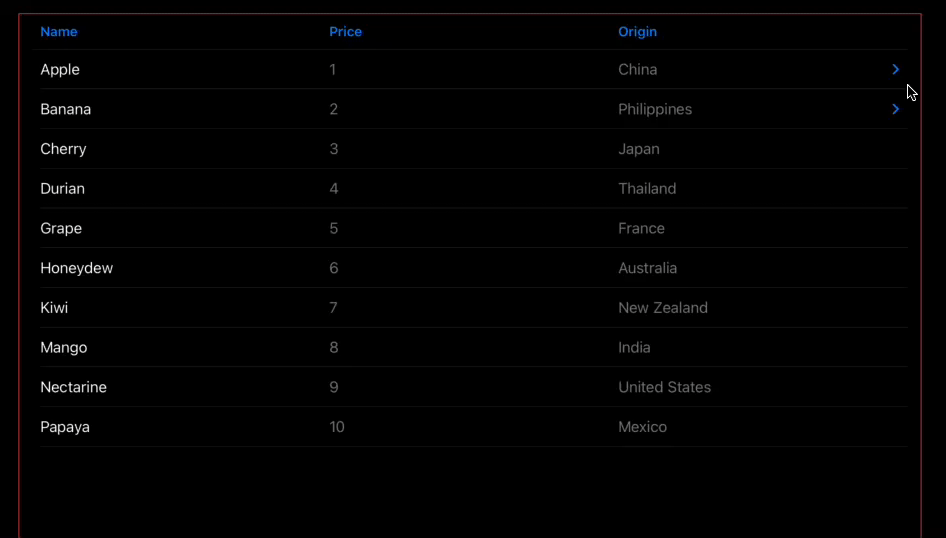 Name Price Origin
Apple 1 China
Banana 2 Philippines
Cherry 3 Japan
Durian 4 Thailand
Grape 5 France
Honeydew 6 Australia
Kiwi 7 New Zealand
Mango 8 India
Nectarine 9 United States
Papaya 10 Mexico